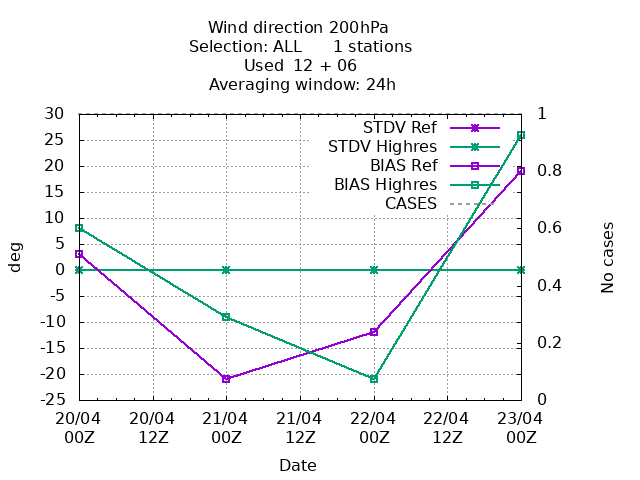 Wind direction 200hPa
Selection: ALL 1 stations
Used 12 + 06
Averaging window: 24h
30 1
25
20 0.8
15
10 0.6
5
0
-5 0.4
-10
-15 0.2
-20
-25 0
STDV Ref
STDV Highres
BIAS Ref
BIAS Highres
CASES
deg
No cases
20/04 20/04 21/04 21/04 22/04 22/04 23/04
00Z 12Z 00Z 12Z 00Z 12Z 00Z
Date